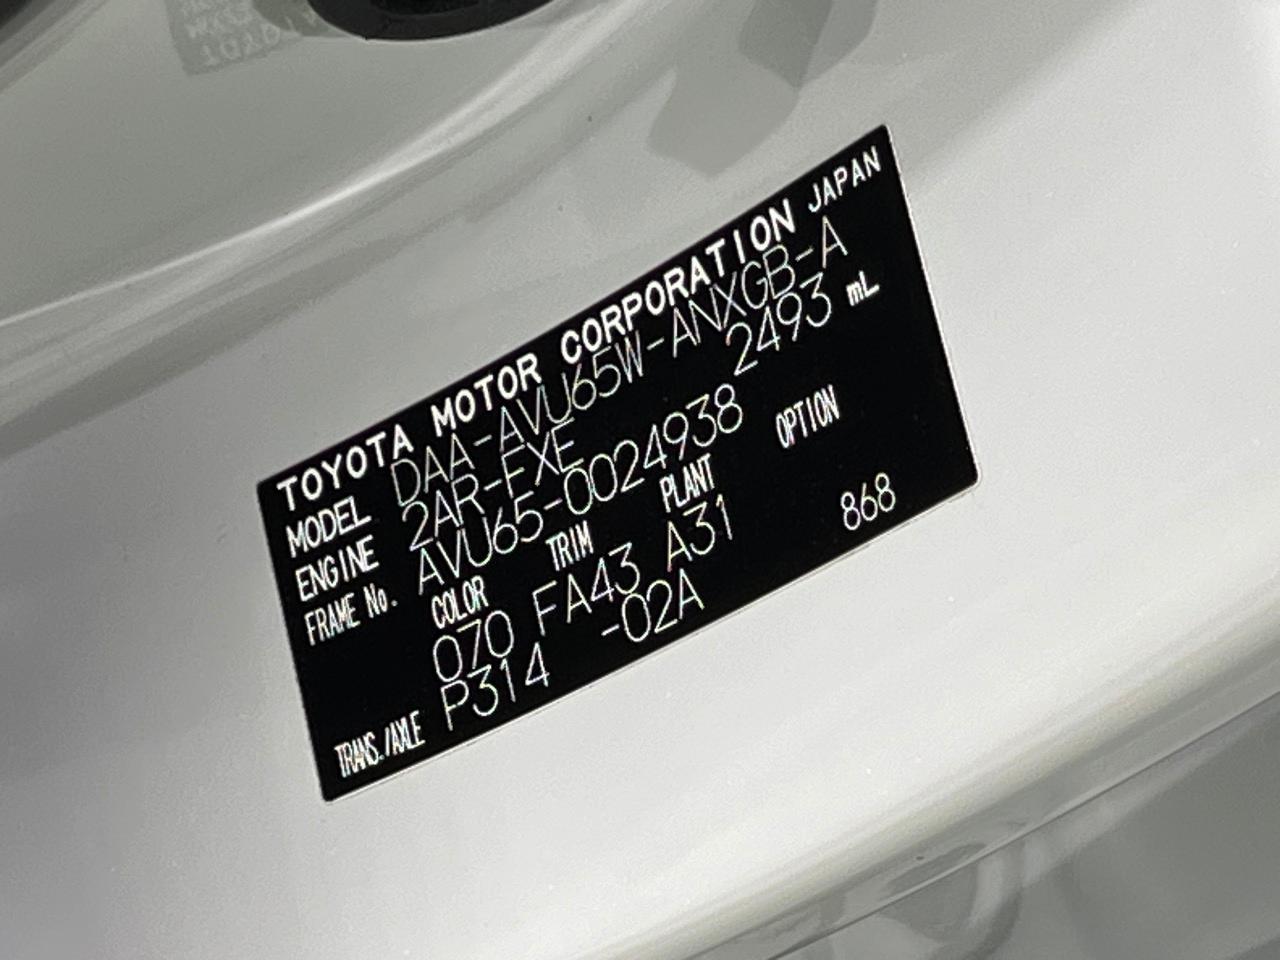 TOYOTA MOTOR CORPORATION JAPAN
MODEL DAA-AVU65W-ANXGB-A
ENGINE 2AR-FXE 2493 mL
FRAME No. AVU65-0024938
COLOR TRIM PLANT OPTION
070 FA43 A31 868
TRANS./AXLE P314 -02A